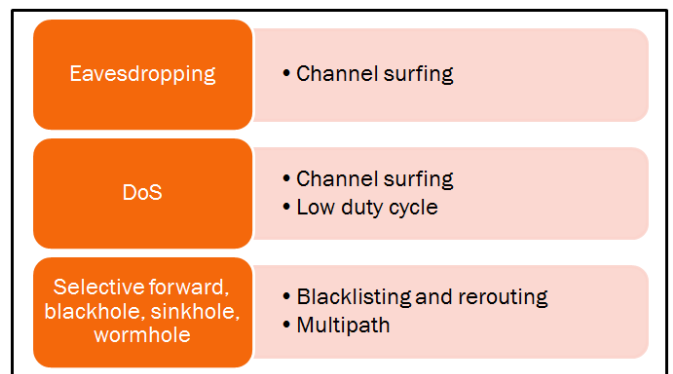 Eavesdropping
• Channel surfing
DoS
• Channel surfing
• Low duty cycle
Selective forward,
blackhole, sinkhole,
wormhole
• Blacklisting and rerouting
• Multipath